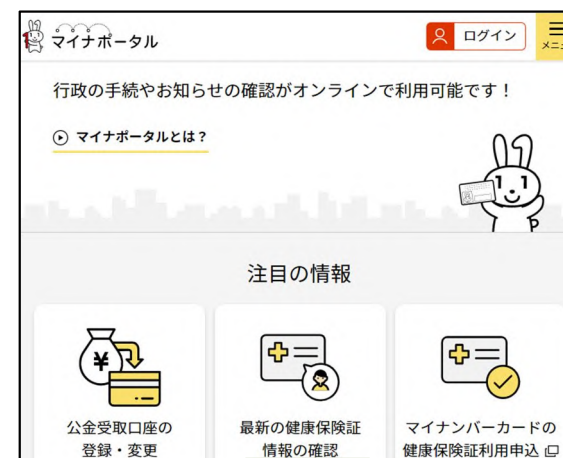 マイナポータル
ログイン
メニュー
行政の手続やお知らせの確認がオンラインで利用可能です！
マイナポータルとは？
注目の情報
¥
公金受取口座の
登録・変更
最新の健康保険証
情報の確認
マイナンバーカードの
健康保険証利用申込